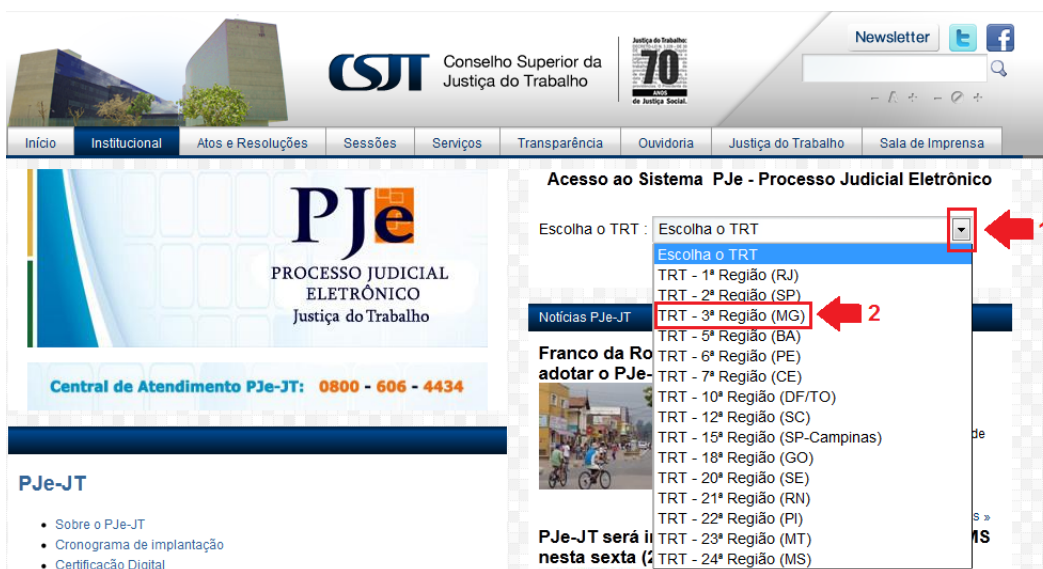 CSJT
Conselho Superior da
Justiça do Trabalho
Justiça do Trabalho:
70
ANOS
de Justiça Social.
Newsletter
Início Institucional Atos e Resoluções Sessões Serviços Transparência Ouvidoria Justiça do Trabalho Sala de Imprensa
PJe
PROCESSO JUDICIAL
ELETRÔNICO
Justiça do Trabalho
Central de Atendimento PJe-JT: 0800 - 606 - 4434
PJe-JT
Sobre o PJe-JT
Cronograma de implantação
Certificação Digital
Acesso ao Sistema PJe - Processo Judicial Eletrônico
Escolha o TRT : Escolha o TRT
1
Escolha o TRT
TRT - 1ª Região (RJ)
TRT - 2ª Região (SP)
TRT - 3ª Região (MG)
2
TRT - 5ª Região (BA)
TRT - 6ª Região (PE)
TRT - 7ª Região (CE)
TRT - 10ª Região (DF/TO)
TRT - 12ª Região (SC)
TRT - 15ª Região (SP-Campinas)
TRT - 18ª Região (GO)
TRT - 20ª Região (SE)
TRT - 21ª Região (RN)
TRT - 22ª Região (PI)
TRT - 23ª Região (MT)
TRT - 24ª Região (MS)
Notícias PJe-JT
Franco da Ro
adotar o PJe-
de
s »
PJe-JT será i MS
nesta sexta (2